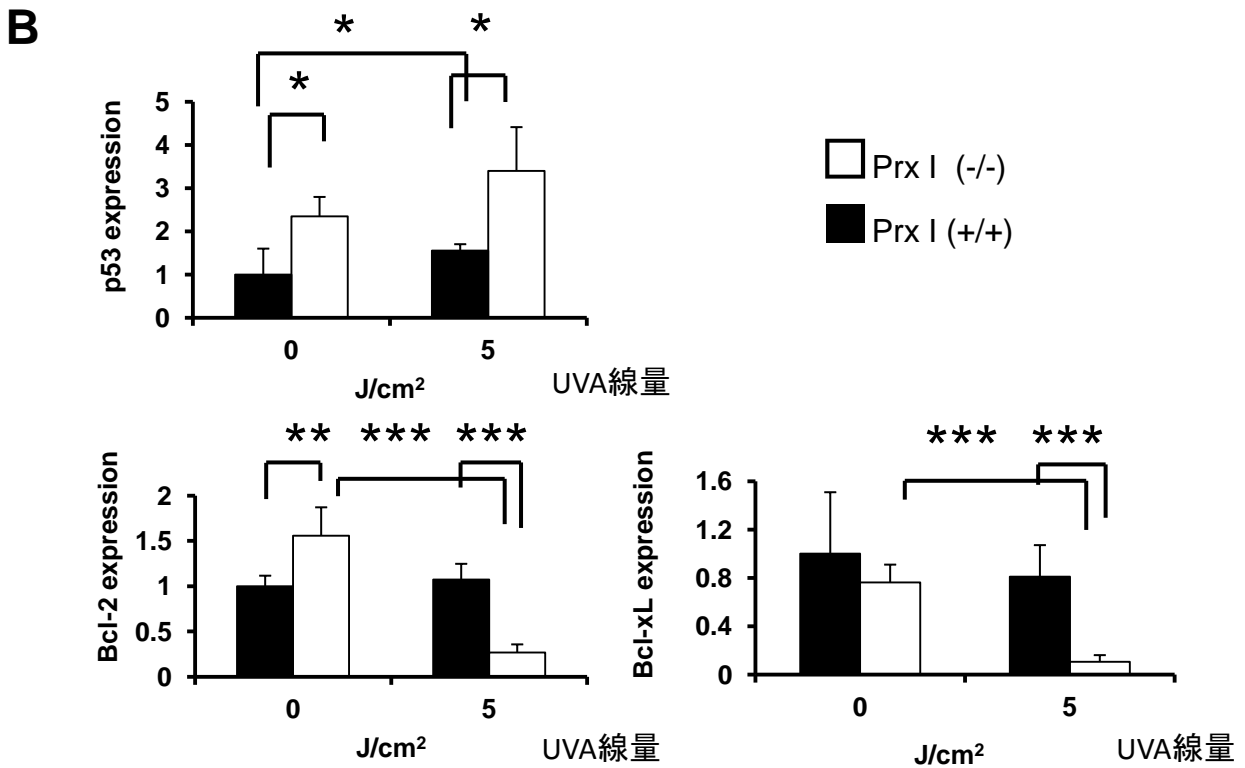 B
* *
*
p53 expression
5
4
3
2
1
0
0 5
J/cm²
UVA線量
Prx I (-/-)
Prx I (+/+)
** *** ***
Bcl-2 expression
2
1.5
1
0.5
0
0 5
J/cm²
UVA線量
*** ***
Bcl-xL expression
1.6
1.2
0.8
0.4
0
0 5
J/cm²
UVA線量